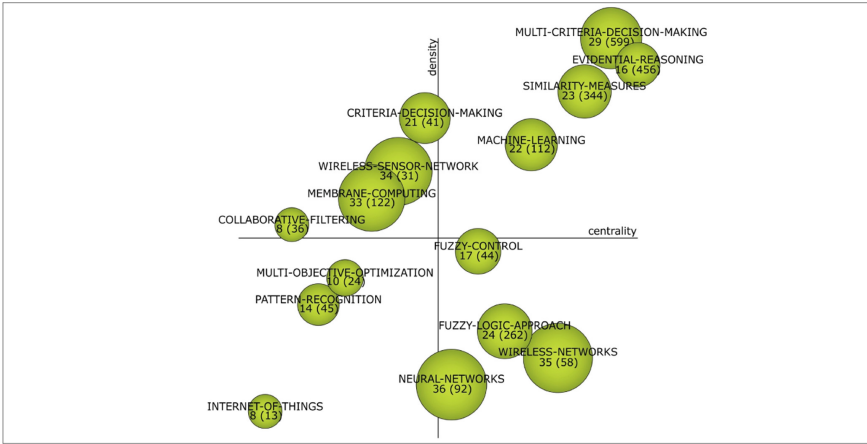 MULTI-CRITERIA-DECISION-MAKING
29 (599)
density
EVIDENTIAL-REASONING
16 (456)
SIMILARITY-MEASURES
23 (344)
CRITERIA-DECISION-MAKING
21 (41)
MACHINE-LEARNING
22 (112)
WIRELESS-SENSOR-NETWORK
34 (31)
MEMBRANE-COMPUTING
33 (122)
COLLABORATIVE-FILTERING
8 (36)
centrality
FUZZY-CONTROL
17 (44)
MULTI-OBJECTIVE-OPTIMIZATION
10 (24)
PATTERN-RECOGNITION
14 (45)
FUZZY-LOGIC-APPROACH
24 (262)
WIRELESS-NETWORKS
35 (58)
NEURAL-NETWORKS
36 (92)
INTERNET-OF-THINGS
8 (13)